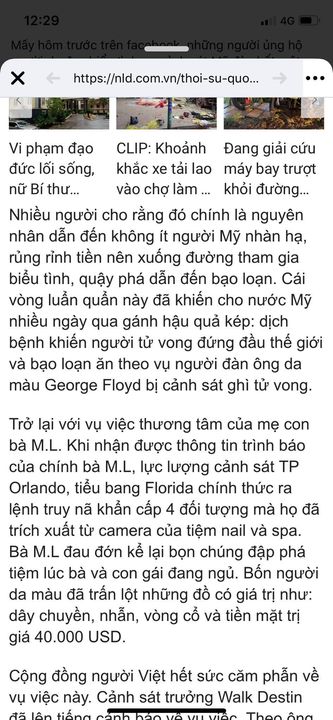 12:29
4G
Mấy hôm trước trên facebook, những người ủng hộ
https://nld.com.vn/thoi-su-quo...
Vi phạm đạo
đức lối sống,
nữ Bí thư...
CLIP: Khoảnh
khắc xe tải lao
vào chợ làm ...
Đang giải cứu
máy bay trượt
khỏi đường...
Nhiều người cho rằng đó chính là nguyên
nhân dẫn đến không ít người Mỹ nhàn hạ,
rủng rỉnh tiền nên xuống đường tham gia
biểu tình, quậy phá dẫn đến bạo loạn. Cái
vòng luẩn quẩn này đã khiến cho nước Mỹ
nhiều ngày qua gánh hậu quả kép: dịch
bệnh khiến người tử vong đứng đầu thế giới
và bạo loạn ăn theo vụ người đàn ông da
màu George Floyd bị cảnh sát ghì tử vong.
Trở lại với vụ việc thương tâm của mẹ con
bà M.L. Khi nhận được thông tin trình báo
của chính bà M.L, lực lượng cảnh sát TP
Orlando, tiểu bang Florida chính thức ra
lệnh truy nã khẩn cấp 4 đối tượng mà họ đã
trích xuất từ camera của tiệm nail và spa.
Bà M.L đau đớn kể lại bọn chúng đập phá
tiệm lúc bà và con gái đang ngủ. Bốn người
da màu đã trấn lột những đồ có giá trị như:
dây chuyền, nhẫn, vòng cổ và tiền mặt trị
giá 40.000 USD.
Cộng đồng người Việt hết sức căm phẫn về
vụ việc này. Cảnh sát trưởng Walk Destin
đã lên tiếng cảnh báo về vụ việc. Theo ông